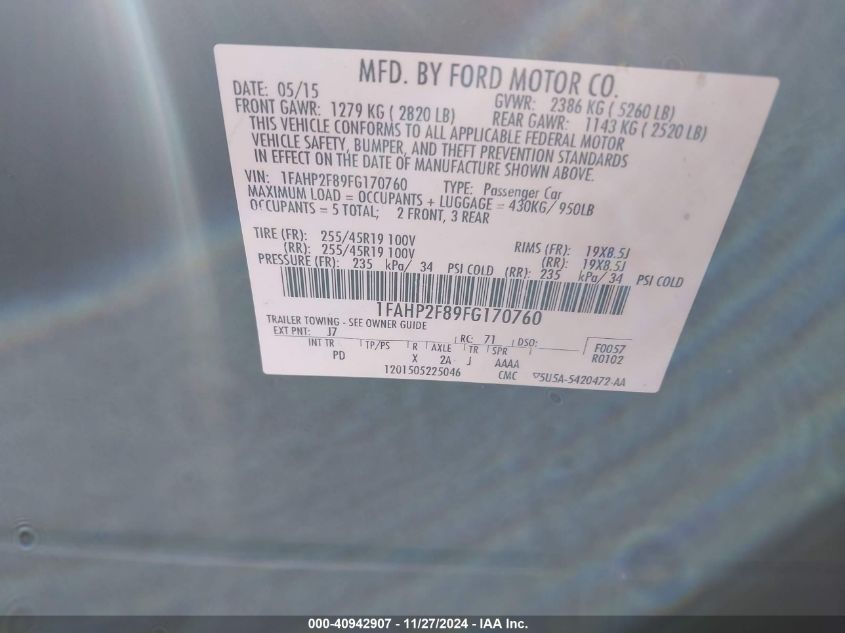 MFD. BY FORD MOTOR CO.
DATE: 05/15 GVWR: 2386 KG ( 5260 LB)
FRONT GAWR: 1279 KG ( 2820 LB) REAR GAWR: 1143 KG ( 2520 LB)
THIS VEHICLE CONFORMS TO ALL APPLICABLE FEDERAL MOTOR
VEHICLE SAFETY, BUMPER, AND THEFT PREVENTION STANDARDS
IN EFFECT ON THE DATE OF MANUFACTURE SHOWN ABOVE.
VIN: 1FAHP2F89FG170760 TYPE: Passenger Car
MAXIMUM LOAD = OCCUPANTS + LUGGAGE = 430KG/ 950LB
OCCUPANTS = 5 TOTAL; 2 FRONT, 3 REAR
TIRE (FR): 255/45R19 100V RIMS (FR): 19X8.5J
(RR): 255/45R19 100V (RR): 19X8.5J
PRESSURE (FR): 235 kPa/ 34 PSI COLD (RR): 235 kPa/ 34 PSI COLD
1FAHP2F89FG170760
TRAILER TOWING - SEE OWNER GUIDE
EXT PNT: J7 RC: 71 DSO: F0057
INT TR TP/PS R AXLE TR SPR R0102
PD X 2A J AAAA
1201505225046 CMC 5U5A-5420472-AA
000-40942907 - 11/27/2024 - IAA Inc.